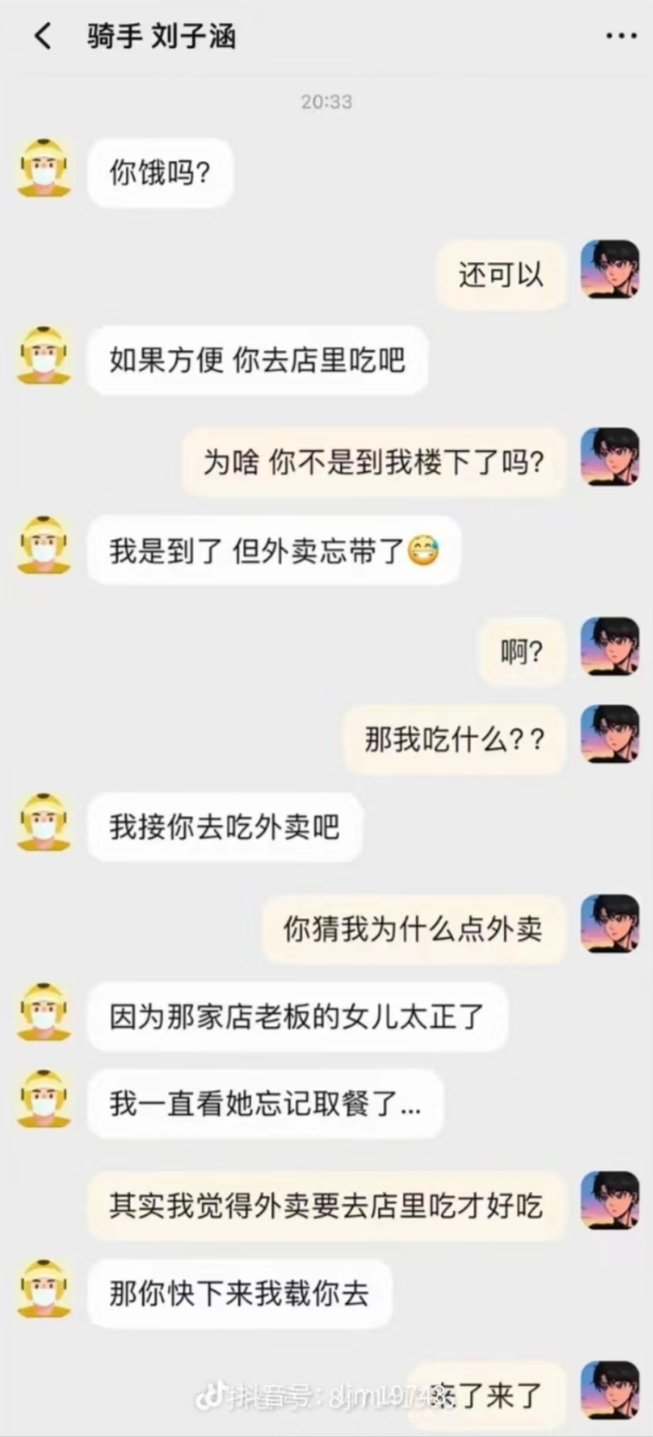 骑手 刘子涵
20:33
你饿吗?
还可以
如果方便 你去店里吃吧
为啥 你不是到我楼下了吗?
我是到了 但外卖忘带了😅
啊?
那我吃什么??
我接你去吃外卖吧
你猜我为什么点外卖
因为那家店老板的女儿太正了
我一直看她忘记取餐了...
其实我觉得外卖要去店里吃才好吃
那你快下来我载你去
来了来了
抖音号: